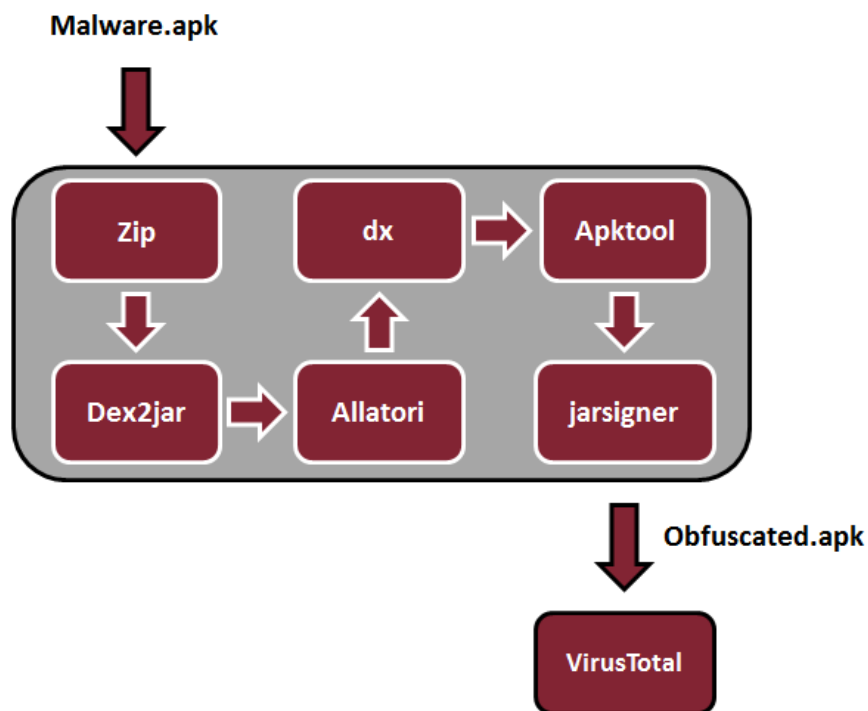 Malware.apk
Zip
Dex2jar
Allatori
dx
Apktool
jarsigner
Obfuscated.apk
VirusTotal